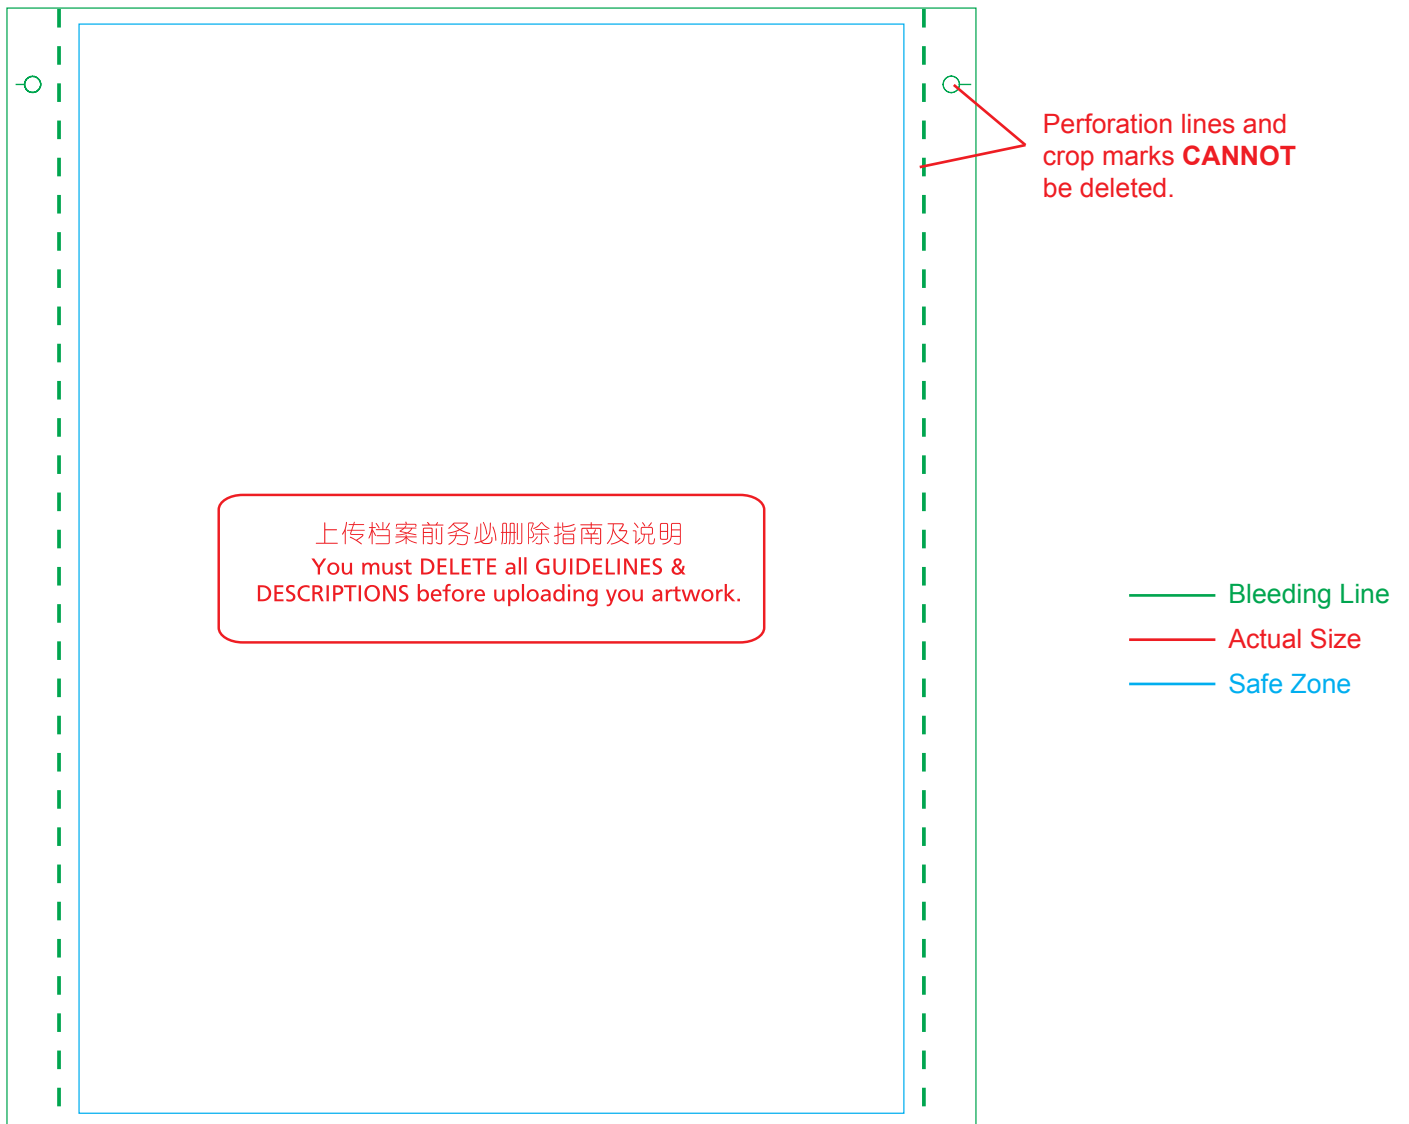 Perforation lines and
crop marks CANNOT
be deleted.
上传档案前务必删除指南及说明
You must DELETE all GUIDELINES &
DESCRIPTIONS before uploading you artwork.
Bleeding Line
Actual Size
Safe Zone